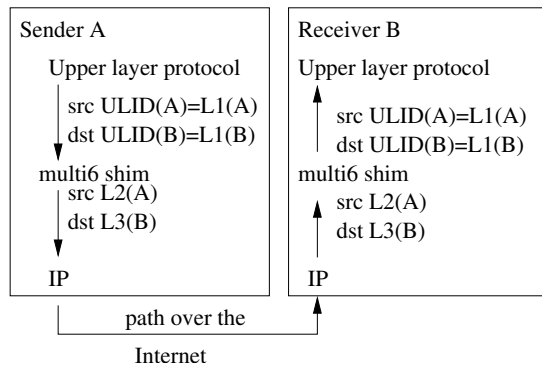 Sender A
Upper layer protocol
src ULID(A)=L1(A)
dst ULID(B)=L1(B)
multi6 shim
src L2(A)
dst L3(B)
IP
Receiver B
Upper layer protocol
src ULID(A)=L1(A)
dst ULID(B)=L1(B)
multi6 shim
src L2(A)
dst L3(B)
IP
path over the
Internet